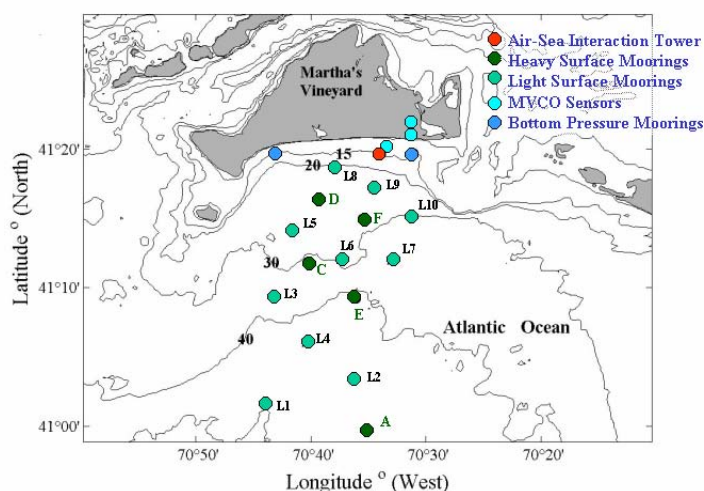 Air-Sea Interaction Tower
Heavy Surface Moorings
Light Surface Moorings
MVCO Sensors
Bottom Pressure Moorings
Martha's
Vineyard
41°20'
15
20
L8
L9
D
L10
F
L5
L6
L7
30
C
41°10'
L3
E
Atlantic Ocean
40
L4
L2
L1
A
41°00'
70°50'
70°40'
70°30'
70°20'
Latitude ° (North)
Longitude ° (West)